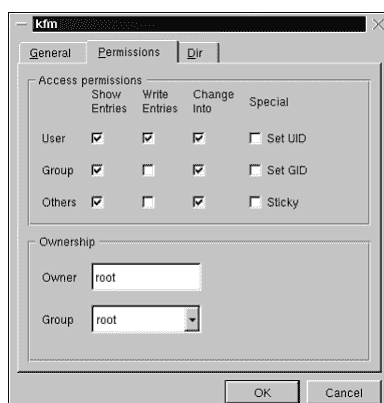 kfm
General Permissions Dir
Access permissions
Show Entries Write Entries Change Into Special
User Set UID
Group Set GID
Others Sticky
Ownership
Owner root
Group root
OK Cancel